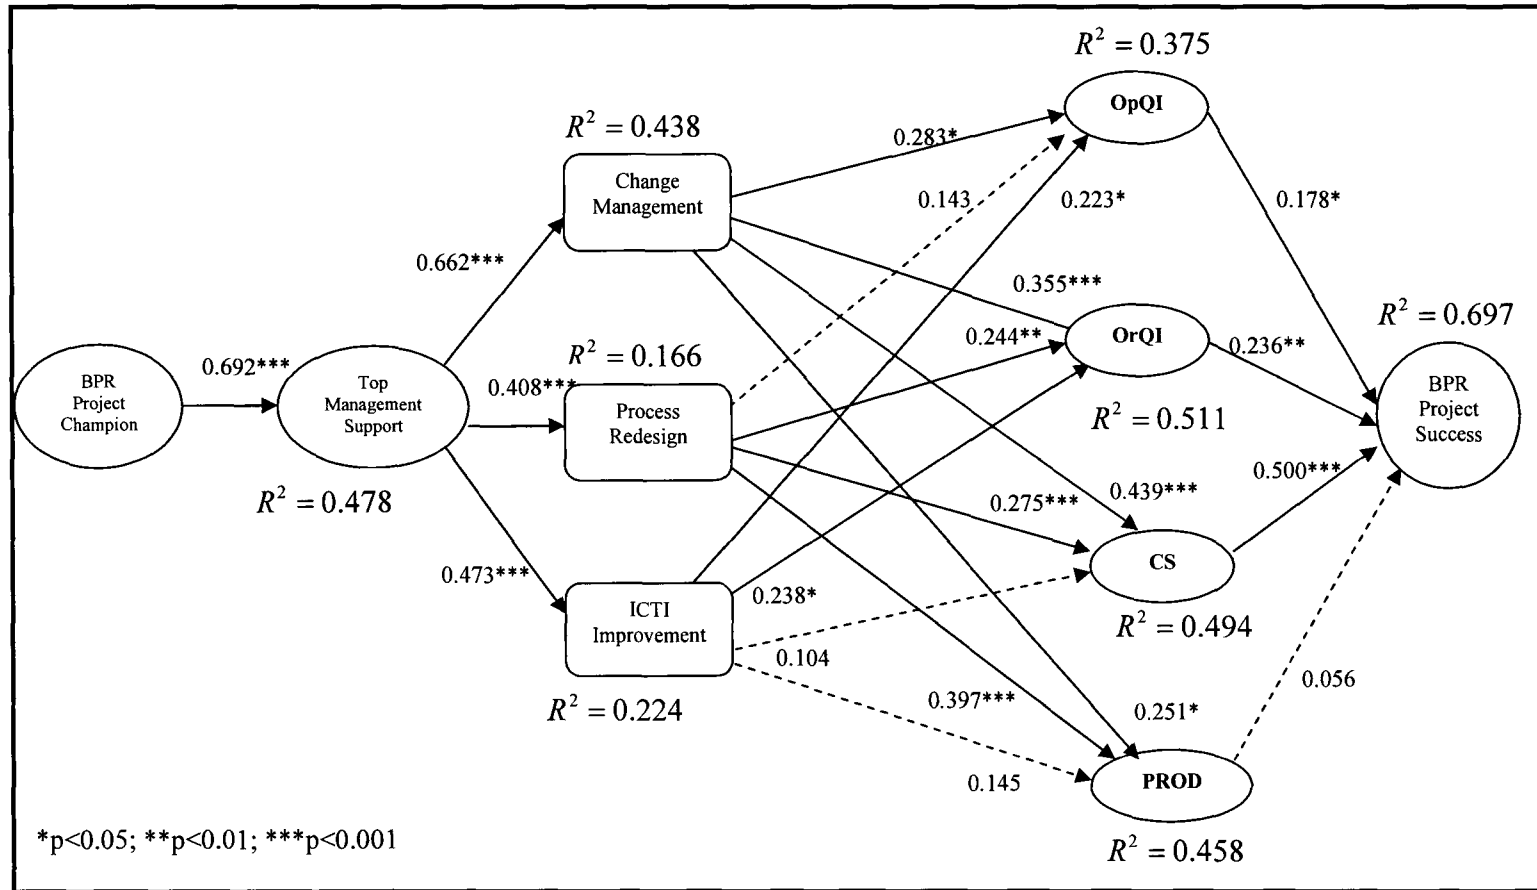 R² = 0.375
OpQI
R² = 0.438
0.283*
Change
Management
0.143
0.223*
0.178*
0.662***
0.355***
R² = 0.697
R² = 0.166
0.244**
OrQI
0.236**
0.692***
BPR
Project
Champion
Top
Management
Support
0.408***
Process
Redesign
BPR
Project
Success
R² = 0.511
R² = 0.478
0.275***
0.439***
0.500***
CS
0.473***
ICTI
Improvement
0.238*
R² = 0.494
0.104
0.056
R² = 0.224
0.397***
0.251*
0.145
PROD
*p<0.05; **p<0.01; ***p<0.001
R² = 0.458